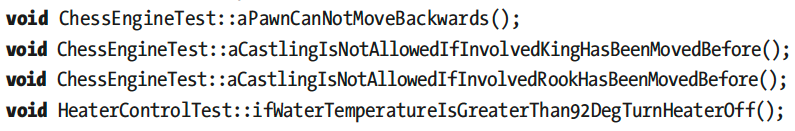 void ChessEngineTest::aPawnCanNotMoveBackwards();
void ChessEngineTest::aCastlingIsNotAllowedIfInvolvedKingHasBeenMovedBefore();
void ChessEngineTest::aCastlingIsNotAllowedIfInvolvedRookHasBeenMovedBefore();
void HeaterControlTest::ifWaterTemperatureIsGreaterThan92DegTurnHeaterOff();